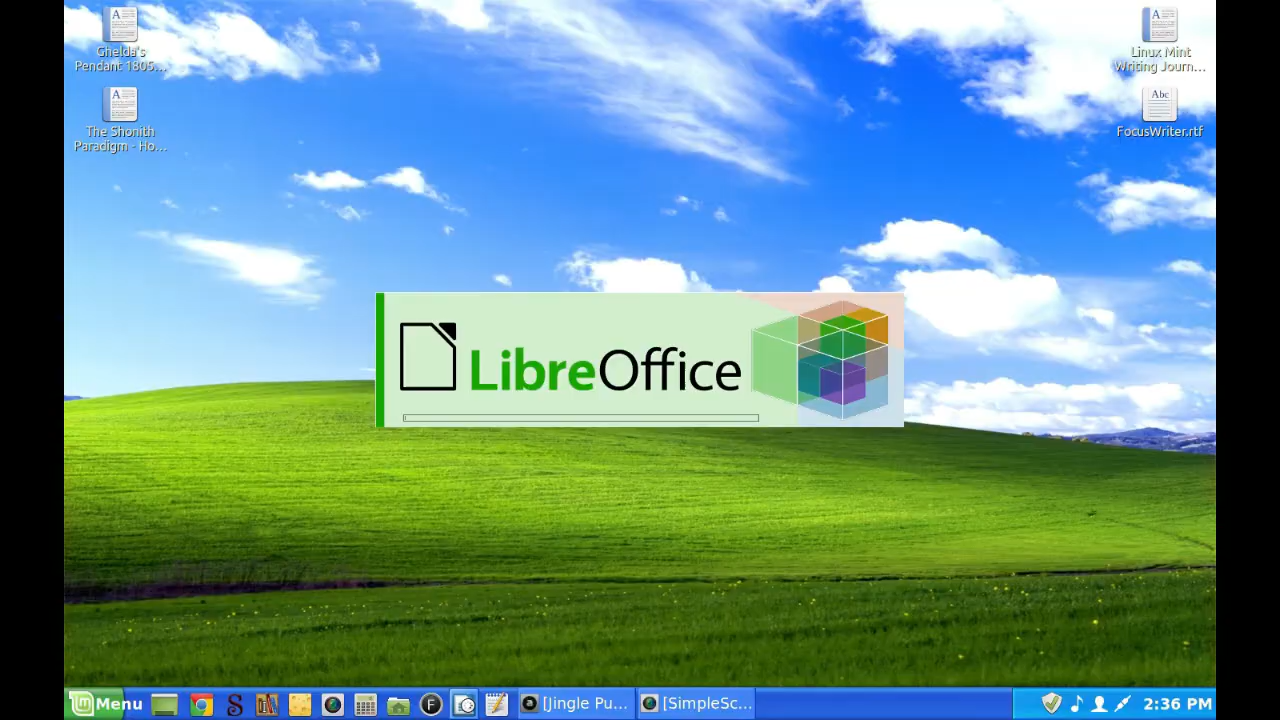 Ghelda's
Pendant 1805...
The Shonith
Paradigm - Ho...
Linux Mint
Writing Journ...
Abc
FocusWriter.rtf
LibreOffice
Menu
[Jingle Pu...
[SimpleSc...
2:36 PM